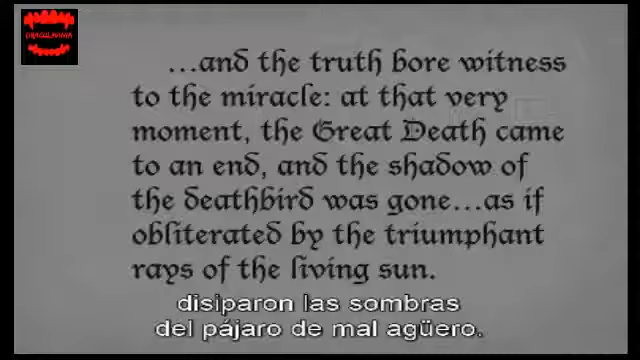 DRACULMANIA
...and the truth bore witness
to the miracle: at that very
moment, the Great Death came
to an end, and the shadow of
the deathbird was gone...as if
obliterated by the triumphant
rays of the living sun.
disiparon las sombras
del pájaro de mal agüero.